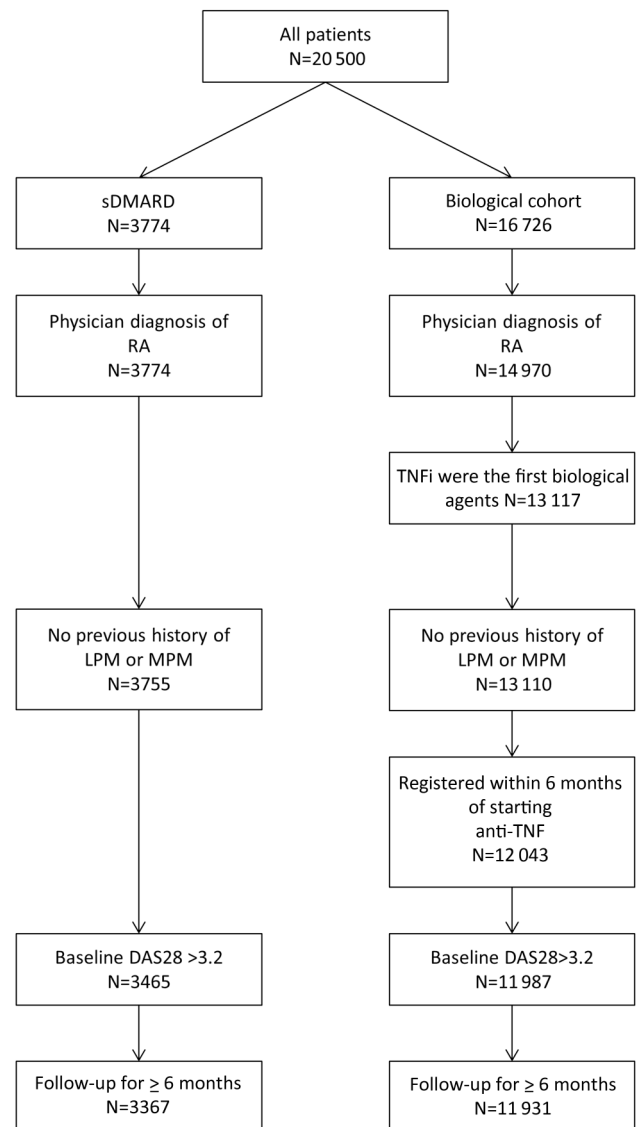 All patients
N=20 500
sDMARD
N=3774
Biological cohort
N=16 726
Physician diagnosis of
RA
N=3774
Physician diagnosis of
RA
N=14 970
TNFi were the first biological
agents N=13 117
No previous history of
LPM or MPM
N=3755
No previous history of
LPM or MPM
N=13 110
Registered within 6 months
of starting
anti-TNF
N=12 043
Baseline DAS28 >3.2
N=3465
Baseline DAS28>3.2
N=11 987
Follow-up for ≥ 6 months
N=3367
Follow-up for ≥ 6 months
N=11 931